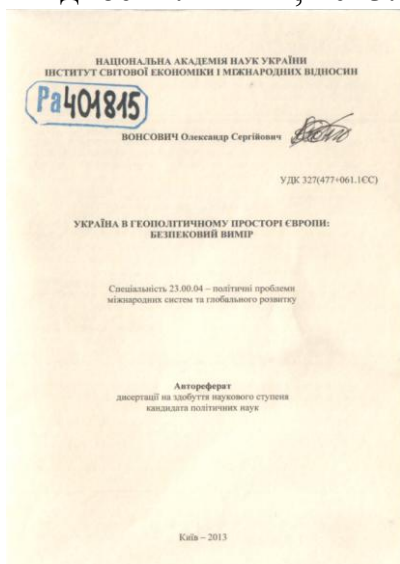 НАЦІОНАЛЬНА АКАДЕМІЯ НАУК УКРАЇНИ
ІНСТИТУТ СВІТОВОЇ ЕКОНОМІКИ І МІЖНАРОДНИХ ВІДНОСИН
Ра401815
ВОНСОВИЧ Олександр Сергійович
УДК 327(477+061.1ЄС)
УКРАЇНА В ГЕОПОЛІТИЧНОМУ ПРОСТОРІ ЄВРОПИ:
БЕЗПЕКОВИЙ ВИМІР
Спеціальність 23.00.04 – політичні проблеми
міжнародних систем та глобального розвитку
Автореферат
дисертації на здобуття наукового ступеня
кандидата політичних наук
Київ – 2013